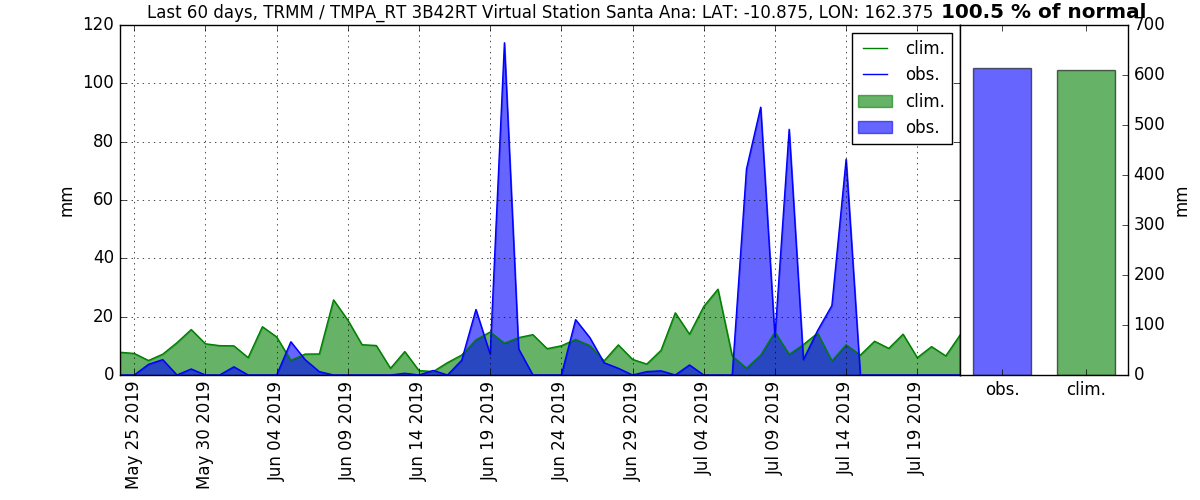 Last 60 days, TRMM / TMPA_RT 3B42RT Virtual Station Santa Ana: LAT: -10.875, LON: 162.375 100.5 % of normal
120
100
80
60
40
20
0
mm
clim.
obs.
clim.
obs.
May 25 2019
May 30 2019
Jun 04 2019
Jun 09 2019
Jun 14 2019
Jun 19 2019
Jun 24 2019
Jun 29 2019
Jul 04 2019
Jul 09 2019
Jul 14 2019
Jul 19 2019
700
600
500
400
300
200
100
0
mm
obs.
clim.